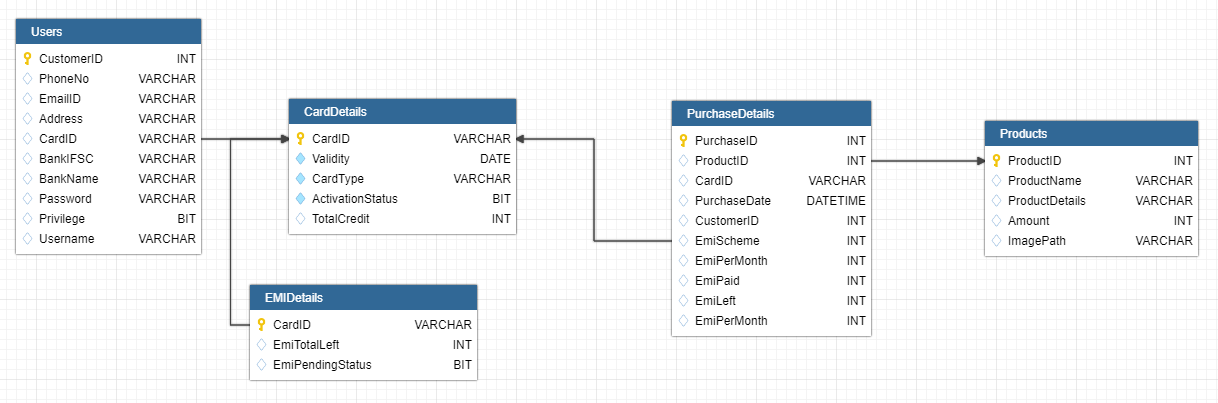 Users
CustomerID INT
PhoneNo VARCHAR
EmailID VARCHAR
Address VARCHAR
CardID VARCHAR
BankIFSC VARCHAR
BankName VARCHAR
Password VARCHAR
Privilege BIT
Username VARCHAR
CardDetails
CardID VARCHAR
Validity DATE
CardType VARCHAR
ActivationStatus BIT
TotalCredit INT
EMIDetails
CardID VARCHAR
EmiTotalLeft INT
EmiPendingStatus BIT
PurchaseDetails
PurchaseID INT
ProductID INT
CardID VARCHAR
PurchaseDate DATETIME
CustomerID INT
EmiScheme INT
EmiPerMonth INT
EmiPaid INT
EmiLeft INT
EmiPerMonth INT
Products
ProductID INT
ProductName VARCHAR
ProductDetails VARCHAR
Amount INT
ImagePath VARCHAR